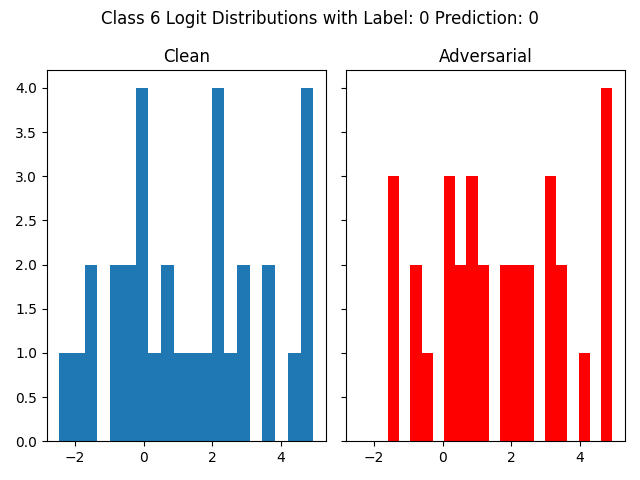 Class 6 Logit Distributions with Label: 0 Prediction: 0
Clean
Adversarial
4.0
3.5
3.0
2.5
2.0
1.5
1.0
0.5
0.0
−2 0 2 4
−2 0 2 4